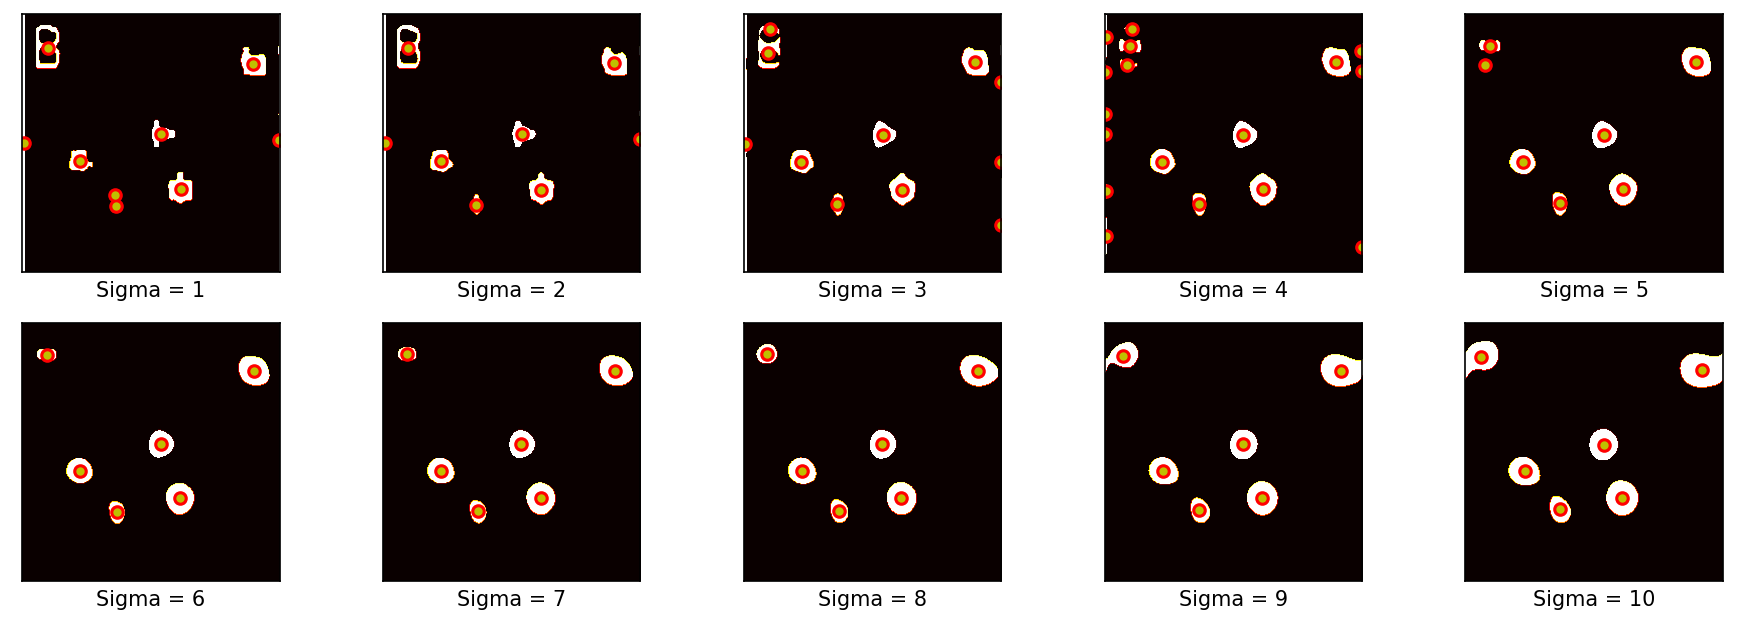 Sigma = 1
Sigma = 2
Sigma = 3
Sigma = 4
Sigma = 5
Sigma = 6
Sigma = 7
Sigma = 8
Sigma = 9
Sigma = 10